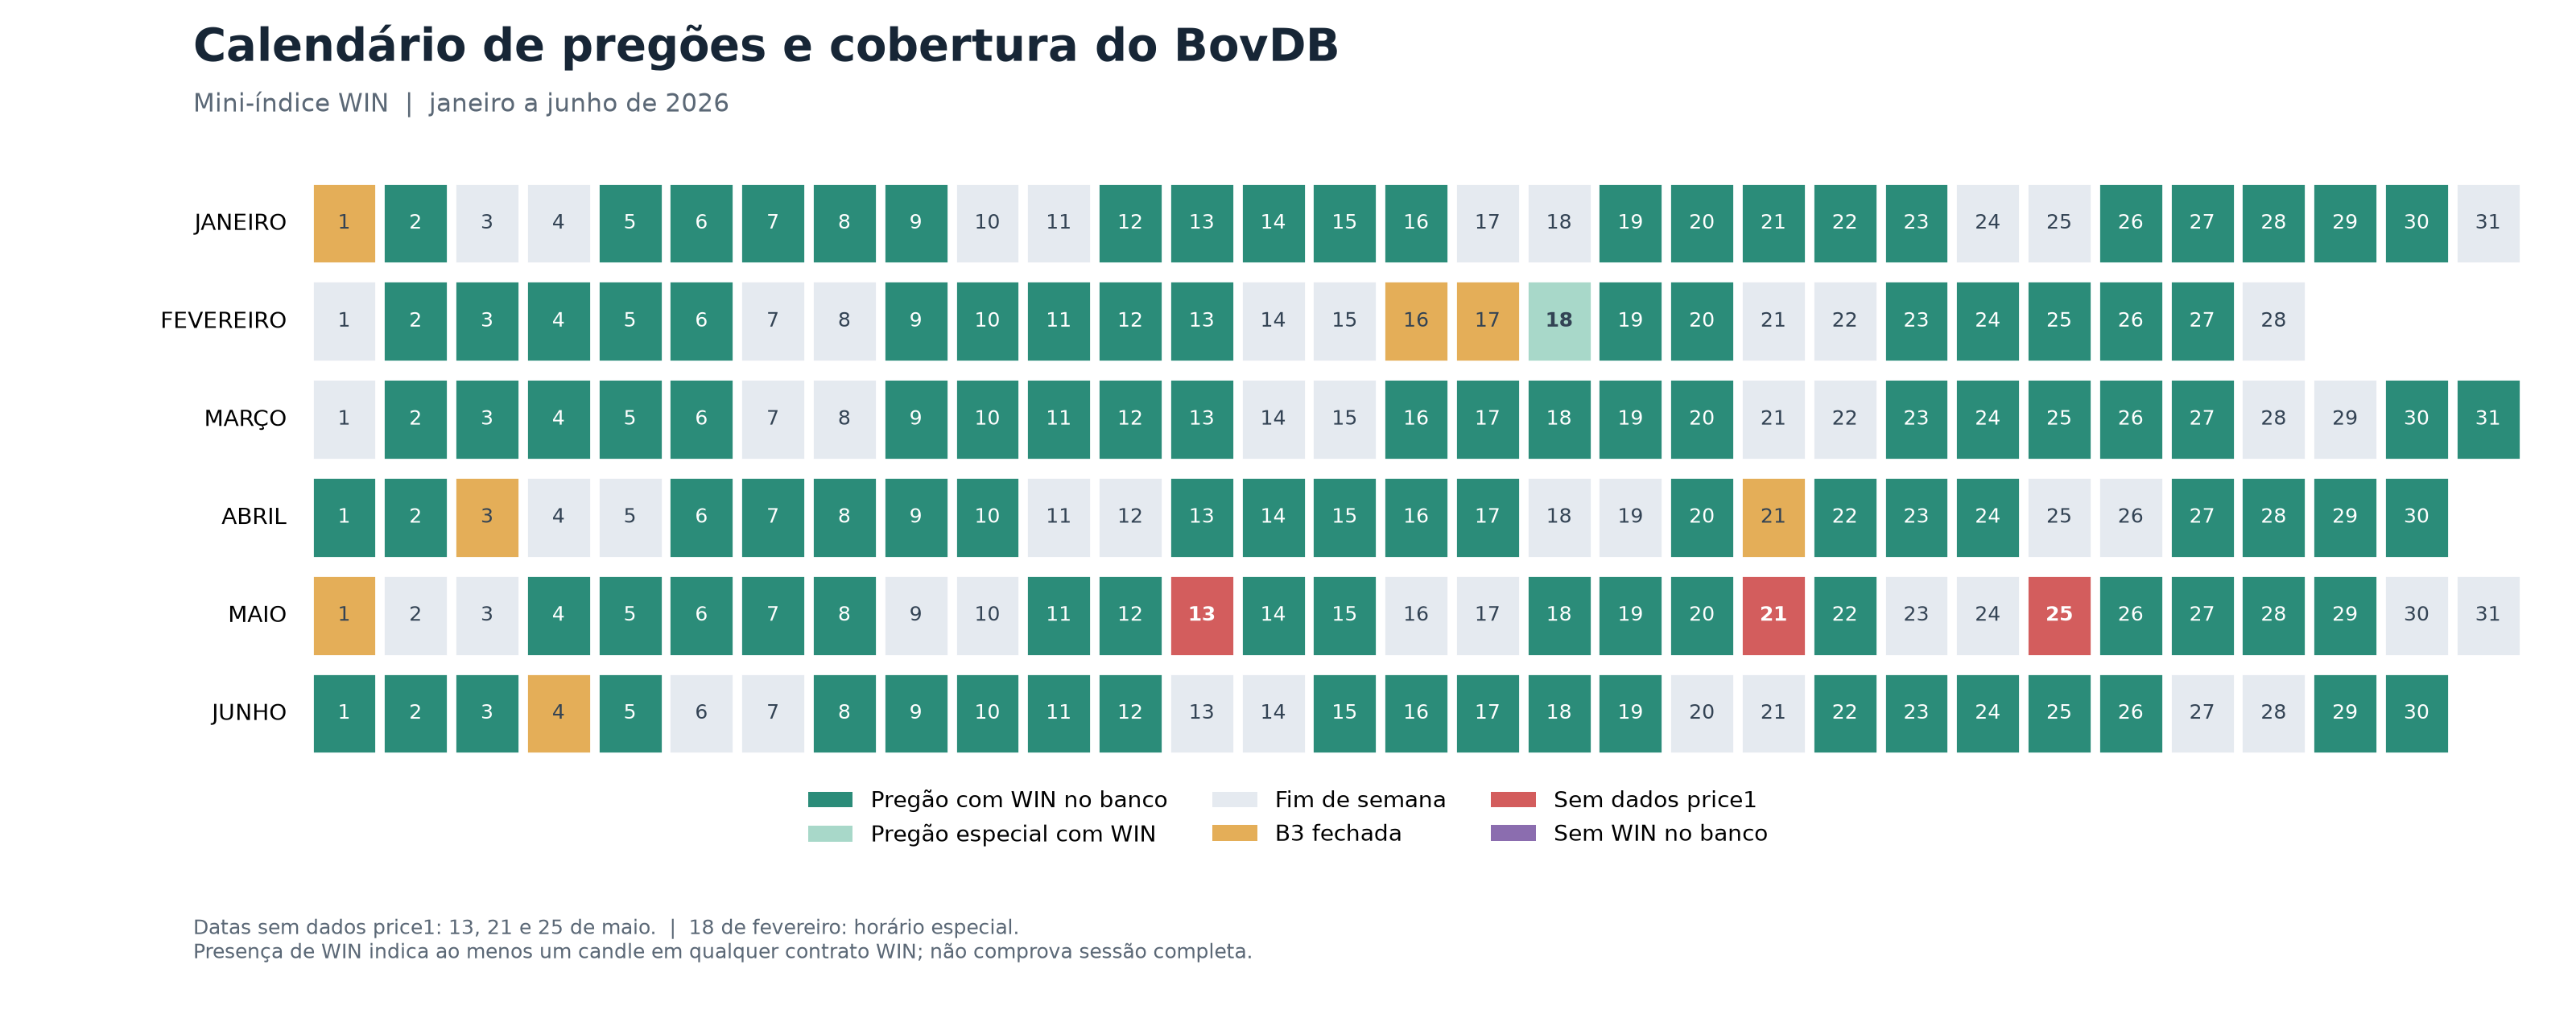 Calendário de pregões e cobertura do BovDB
Mini-índice WIN | janeiro a junho de 2026
JANEIRO 1 2 3 4 5 6 7 8 9 10 11 12 13 14 15 16 17 18 19 20 21 22 23 24 25 26 27 28 29 30 31
FEVEREIRO 1 2 3 4 5 6 7 8 9 10 11 12 13 14 15 16 17 18 19 20 21 22 23 24 25 26 27 28
MARÇO 1 2 3 4 5 6 7 8 9 10 11 12 13 14 15 16 17 18 19 20 21 22 23 24 25 26 27 28 29 30 31
ABRIL 1 2 3 4 5 6 7 8 9 10 11 12 13 14 15 16 17 18 19 20 21 22 23 24 25 26 27 28 29 30
MAIO 1 2 3 4 5 6 7 8 9 10 11 12 13 14 15 16 17 18 19 20 21 22 23 24 25 26 27 28 29 30 31
JUNHO 1 2 3 4 5 6 7 8 9 10 11 12 13 14 15 16 17 18 19 20 21 22 23 24 25 26 27 28 29 30
Pregão com WIN no banco Fim de semana Sem dados price1
Pregão especial com WIN B3 fechada Sem WIN no banco
Datas sem dados price1: 13, 21 e 25 de maio. | 18 de fevereiro: horário especial.
Presença de WIN indica ao menos um candle em qualquer contrato WIN; não comprova sessão completa.